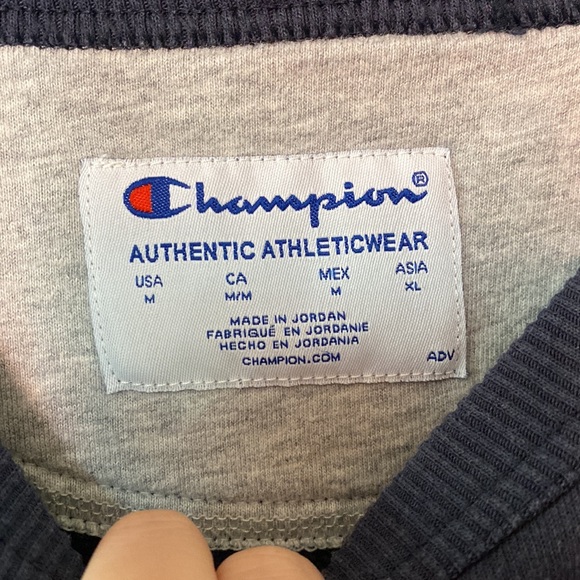 Champion®
AUTHENTIC ATHLETICWEAR
USA CA MEX ASIA
M M/M M XL
MADE IN JORDAN
FABRIQUÉ EN JORDANIE
HECHO EN JORDANIA
CHAMPION.COM ADV